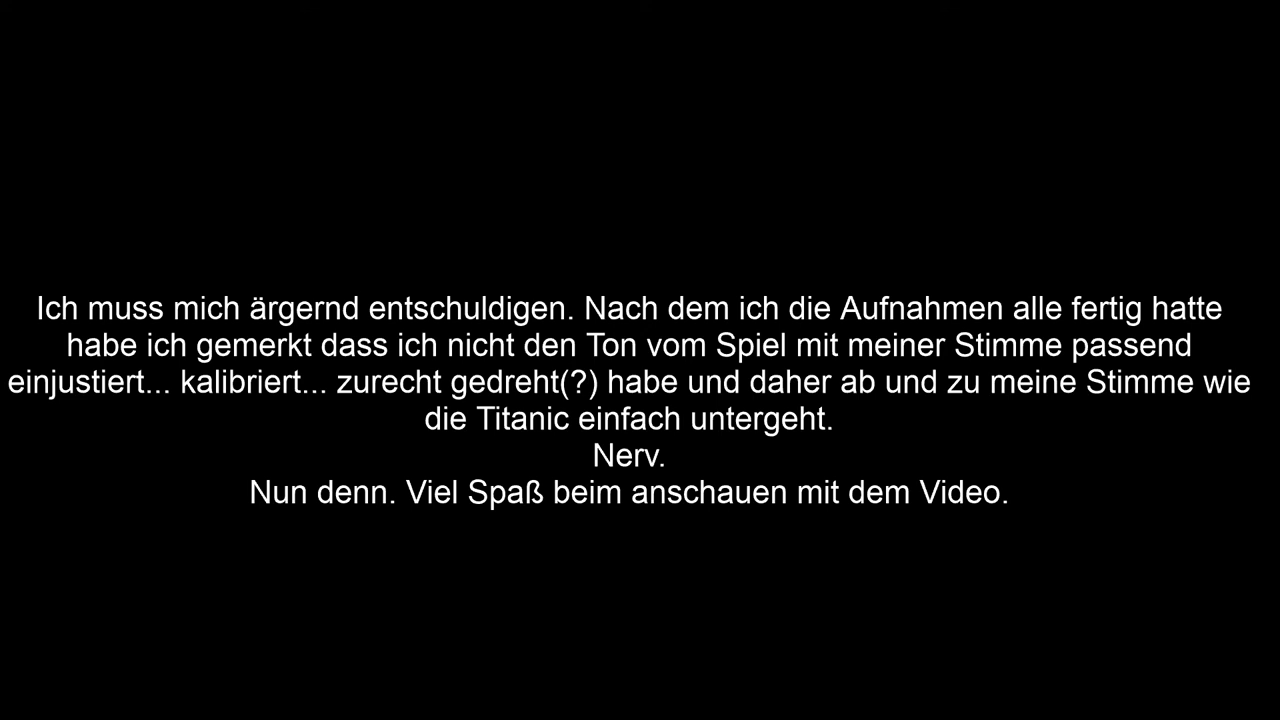 Ich muss mich ärgernd entschuldigen. Nach dem ich die Aufnahmen alle fertig hatte
habe ich gemerkt dass ich nicht den Ton vom Spiel mit meiner Stimme passend
einjustiert... kalibriert... zurecht gedreht(?) habe und daher ab und zu meine Stimme wie
die Titanic einfach untergeht.
Nerv.
Nun denn. Viel Spaß beim anschauen mit dem Video.